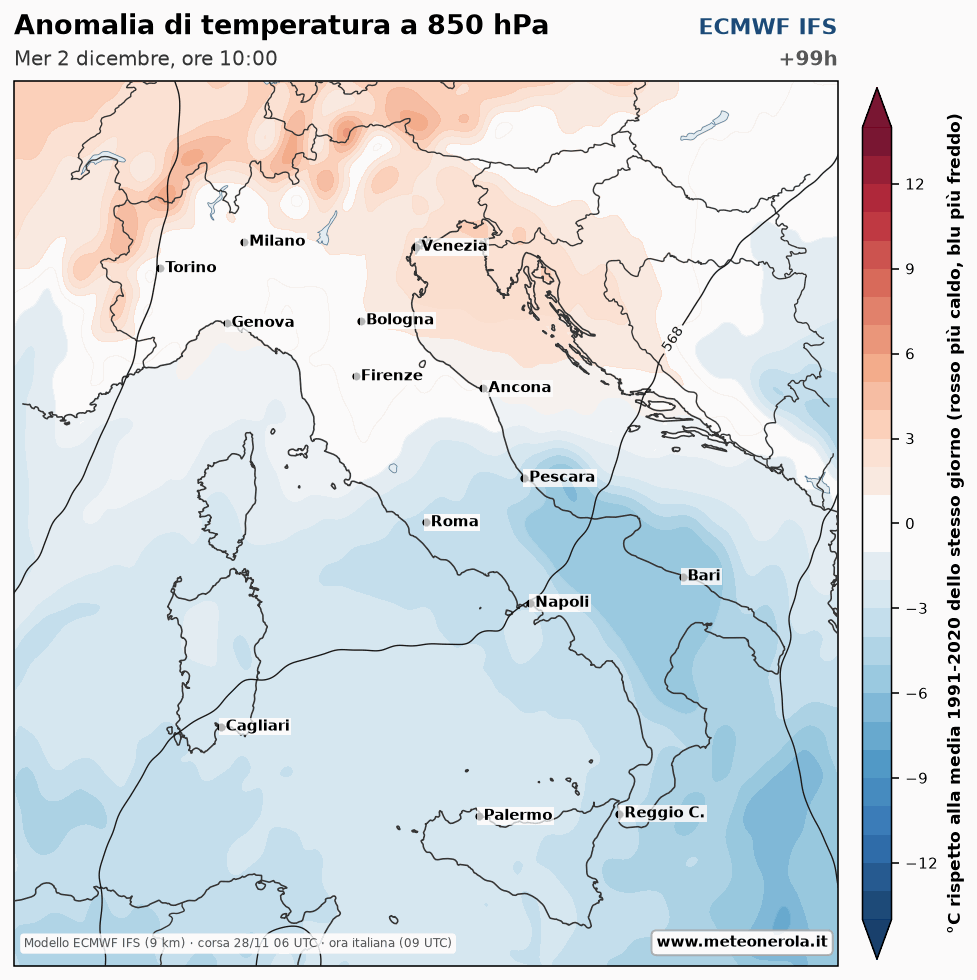 Anomalia di temperatura a 850 hPa
ECMWF IFS
Mer 2 dicembre, ore 10:00
+99h
Milano
Venezia
Torino
Genova
Bologna
568
Firenze
Ancona
Pescara
Roma
Bari
Napoli
Cagliari
Palermo
Reggio C.
12
9
6
3
0
−3
−6
−9
−12
°C rispetto alla media 1991-2020 dello stesso giorno (rosso più caldo, blu più freddo)
Modello ECMWF IFS (9 km) · corsa 28/11 06 UTC · ora italiana (09 UTC)
www.meteonerola.it